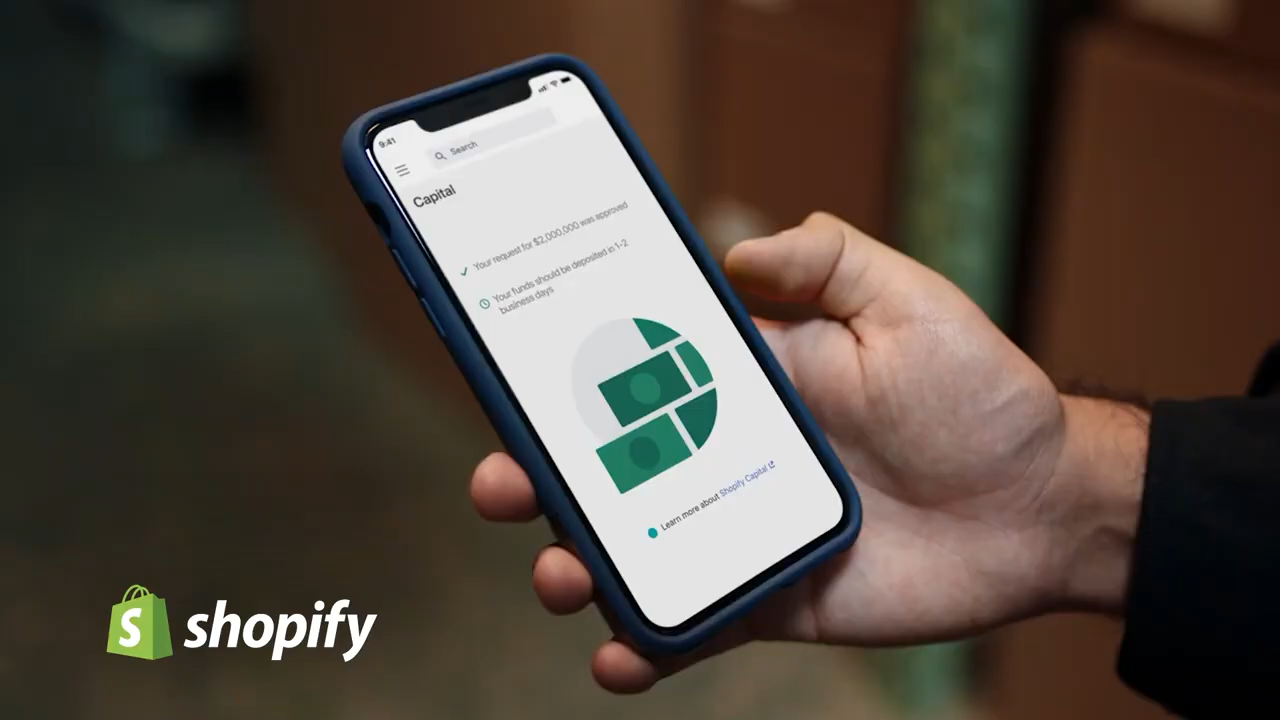 9:41
Search
Capital
Your request for $2,000,000 was approved
Your funds should be deposited in 1-2
business days
Learn more about Shopify Capital
S shopify